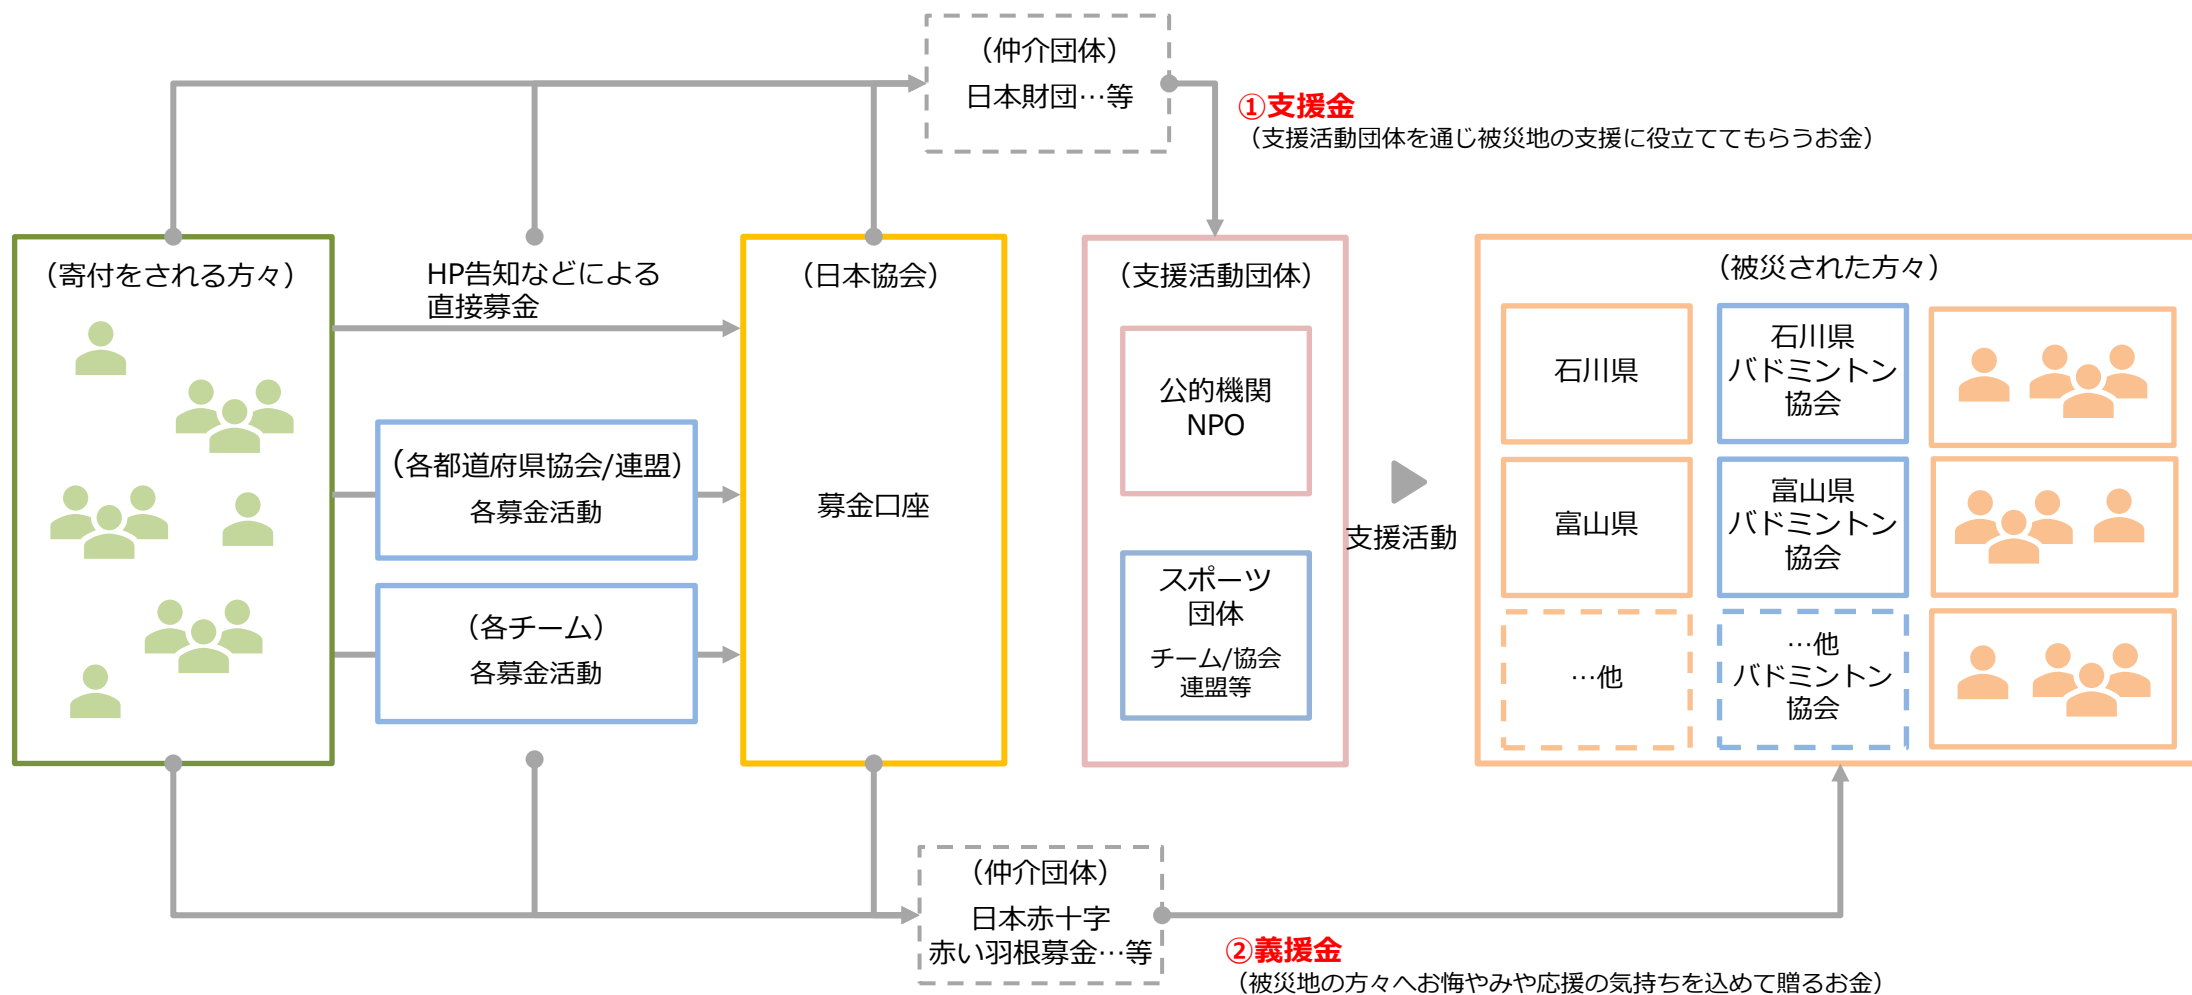 （仲介団体）
日本財団…等
①支援金
（支援活動団体を通じ被災地の支援に役立ててもらうお金）
（寄付をされる方々）
HP告知などによる
直接募金
（各都道府県協会/連盟）
各募金活動
（各チーム）
各募金活動
（日本協会）
募金口座
（支援活動団体）
公的機関
NPO
スポーツ
団体
チーム/協会
連盟等
支援活動
（被災された方々）
石川県
石川県
バドミントン
協会
富山県
富山県
バドミントン
協会
…他
…他
バドミントン
協会
（仲介団体）
日本赤十字
赤い羽根募金…等
②義援金
（被災地の方々へお悔やみや応援の気持ちを込めて贈るお金）